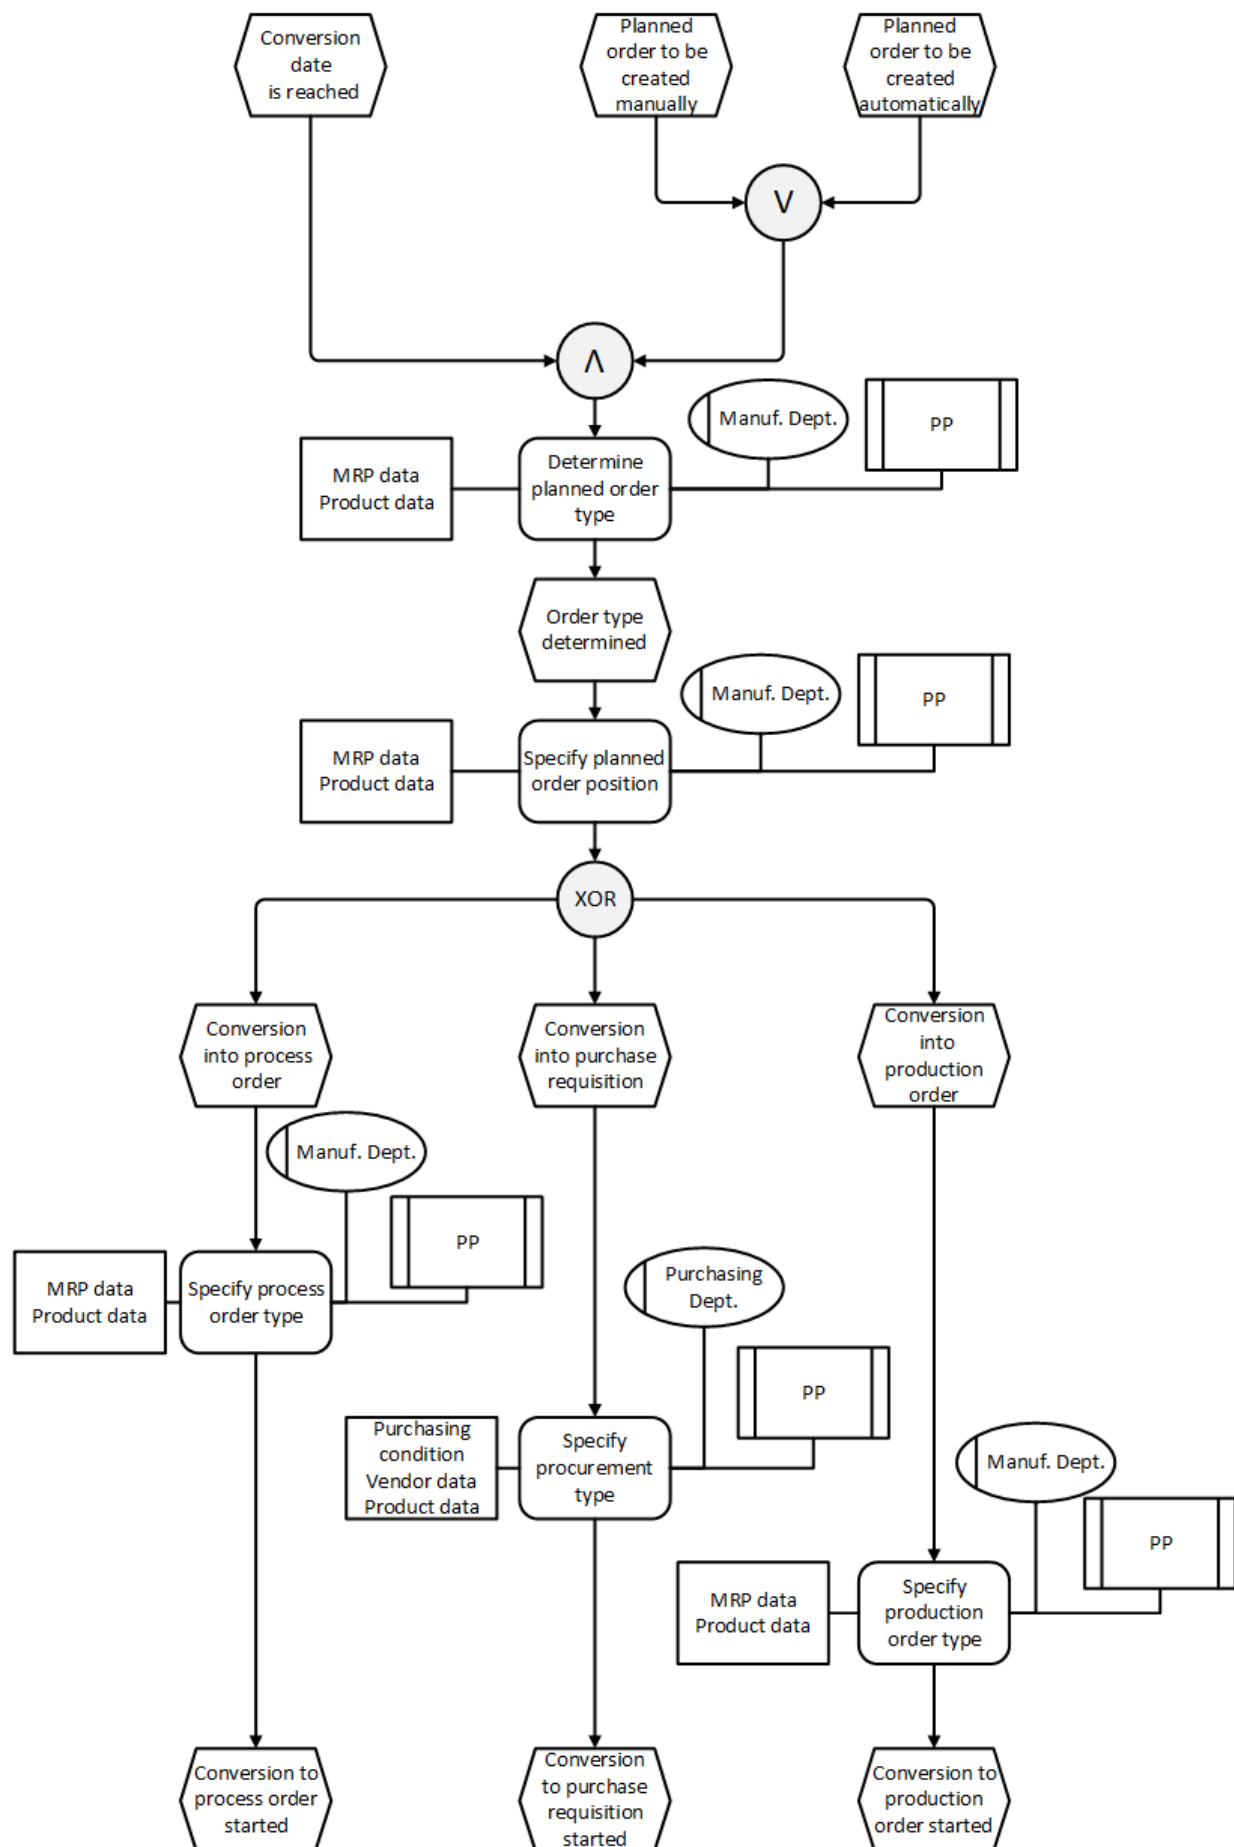 Conversion
date
is reached
Planned
order to be
created
manually
Planned
order to be
created
automatically
V
Λ
Manuf. Dept.
PP
MRP data
Product data
Determine
planned order
type
Order type
determined
Manuf. Dept.
PP
MRP data
Product data
Specify planned
order position
XOR
Conversion
into process
order
Conversion
into purchase
requisition
Conversion
into
production
order
Manuf. Dept.
PP
MRP data
Product data
Specify process
order type
Purchasing
Dept.
PP
Purchasing
condition
Vendor data
Product data
Specify
procurement
type
Manuf. Dept.
PP
MRP data
Product data
Specify
production
order type
Conversion to
process order
started
Conversion
to purchase
requisition
started
Conversion to
production
order started